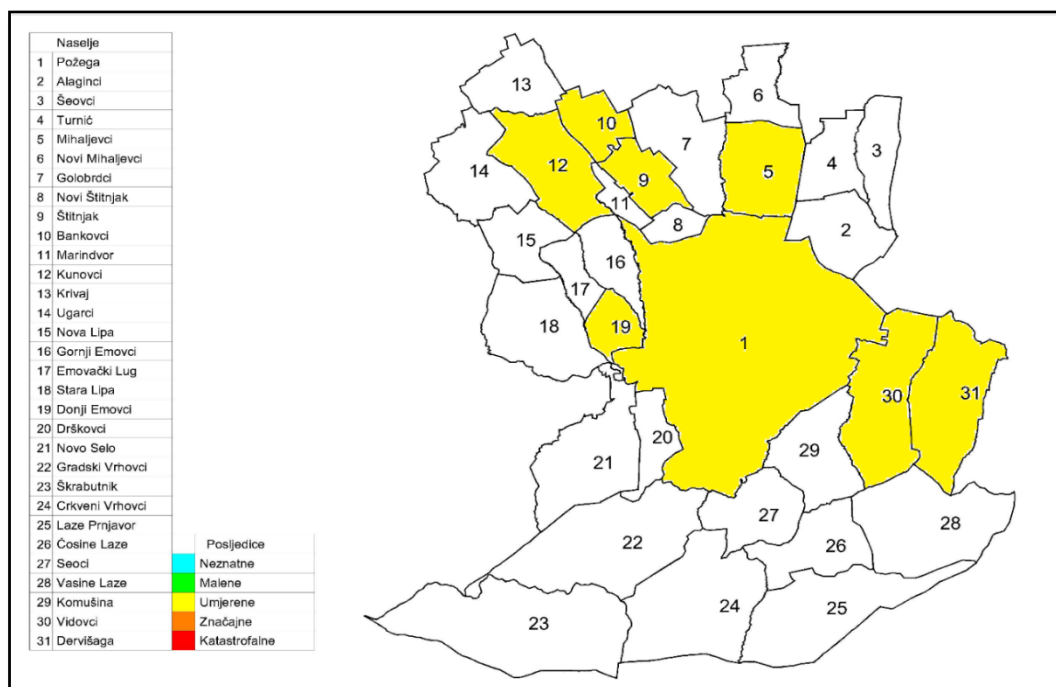 Naselje
1 Požega
2 Alaginci
3 Šeovci
4 Turnić
5 Mihaljevci
6 Novi Mihaljevci
7 Golobrdci
8 Novi Štitnjak
9 Štitnjak
10 Bankovci
11 Marindvor
12 Kunovci
13 Krivaj
14 Ugarci
15 Nova Lipa
16 Gornji Emovci
17 Emovački Lug
18 Stara Lipa
19 Donji Emovci
20 Drškovci
21 Novo Selo
22 Gradski Vrhovci
23 Škrabutnik
24 Crkveni Vrhovci
25 Laze Prnjavor
26 Ćosine Laze
27 Seoci
28 Vasine Laze
29 Komušina
30 Vidovci
31 Dervišaga
Posljedice
Neznatne
Malene
Umjerene
Značajne
Katastrofalne
13
6
10
7
3
12
5
4
14
9
11
8
2
15
16
17
18
19
1
30
31
20
29
21
27
28
22
26
24
25
23